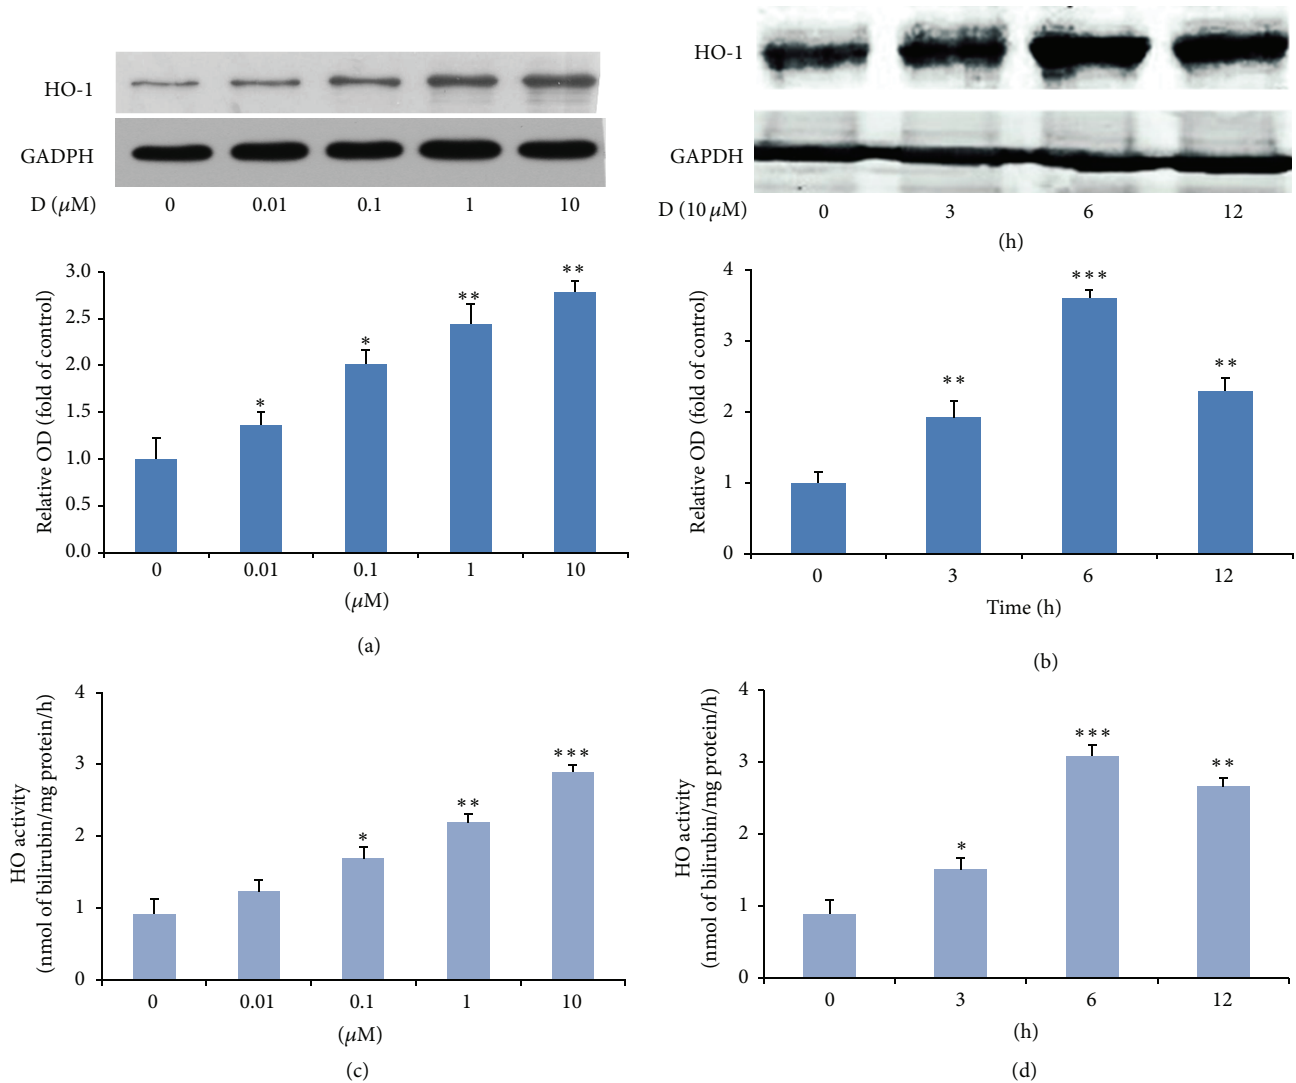 HO-1
GADPH
D (μM) 0 0.01 0.1 1 10
Relative OD (fold of control)
3.0
2.5
2.0
1.5
1.0
0.5
0.0
* * ** **
0 0.01 0.1 1 10
(μM)
(a)
HO-1
GAPDH
D (10 μM) 0 3 6 12
(h)
Relative OD (fold of control)
4
3
2
1
0
** *** **
0 3 6 12
Time (h)
(b)
HO activity
(nmol of bilirubin/mg protein/h)
4
3
2
1
0
* ** ***
0 0.01 0.1 1 10
(μM)
(c)
HO activity
(nmol of bilirubin/mg protein/h)
4
3
2
1
0
* *** **
0 3 6 12
(h)
(d)